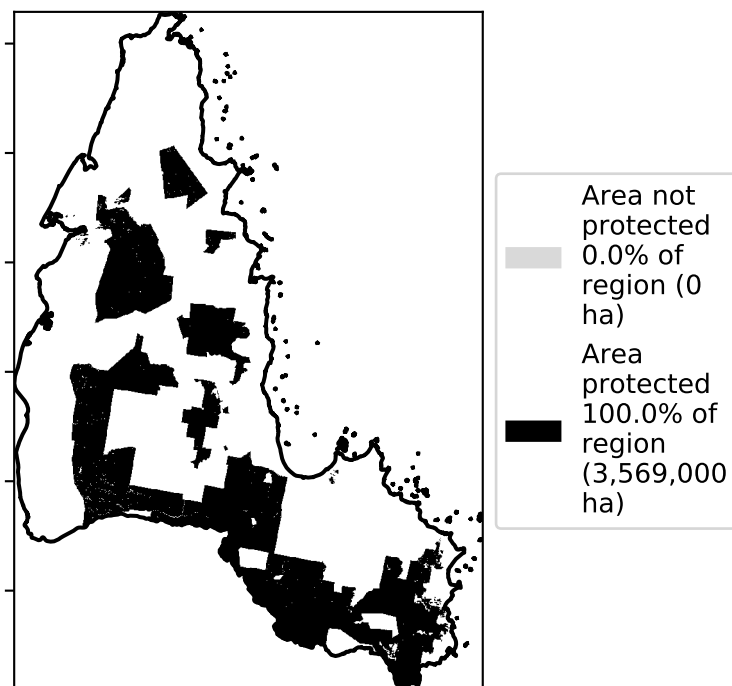 Area not
protected
0.0% of
region (0
ha)
Area
protected
100.0% of
region
(3,569,000
ha)